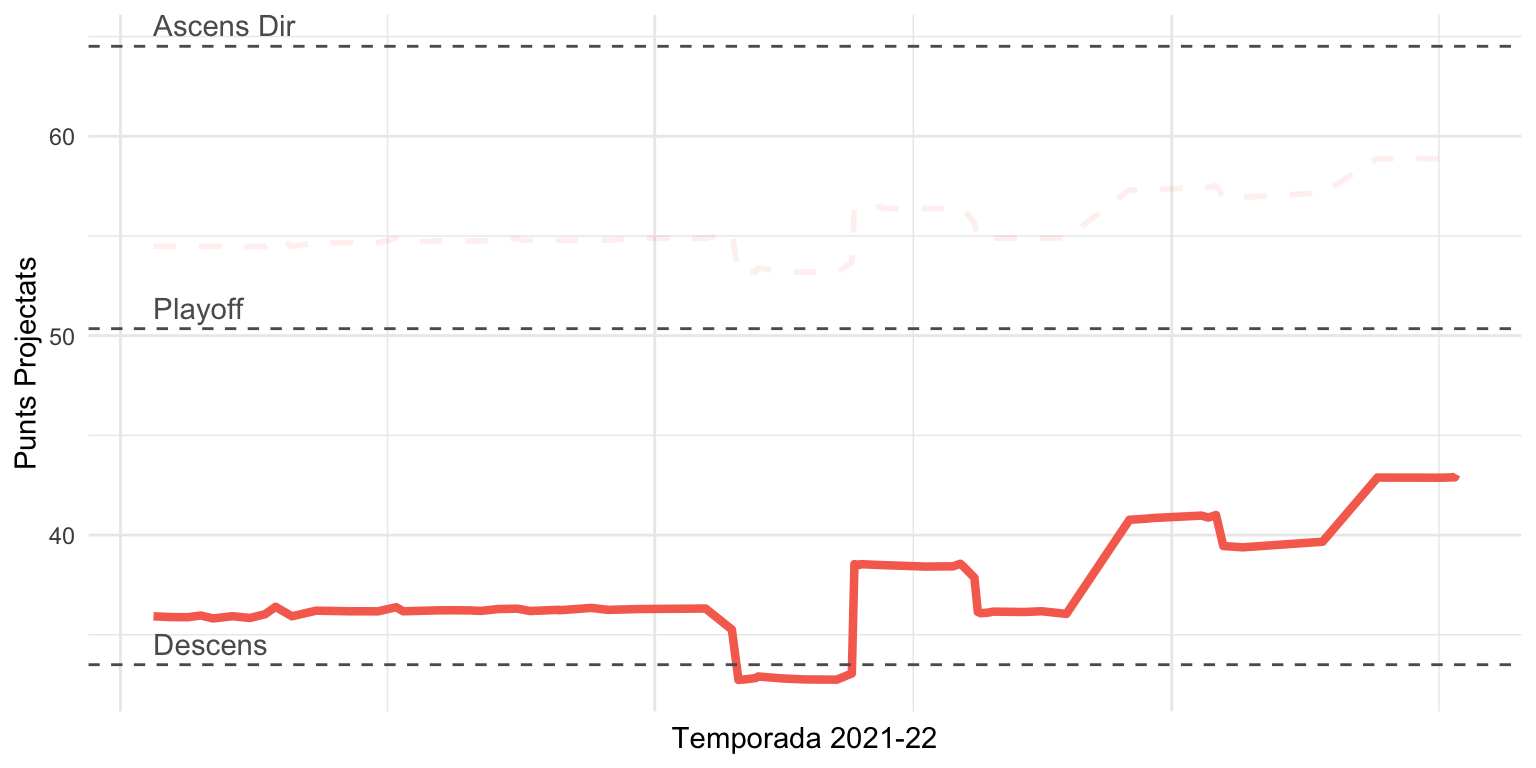 Ascens Dir
60
Playoff
50
40
Descens
Punts Projectats
Temporada 2021-22